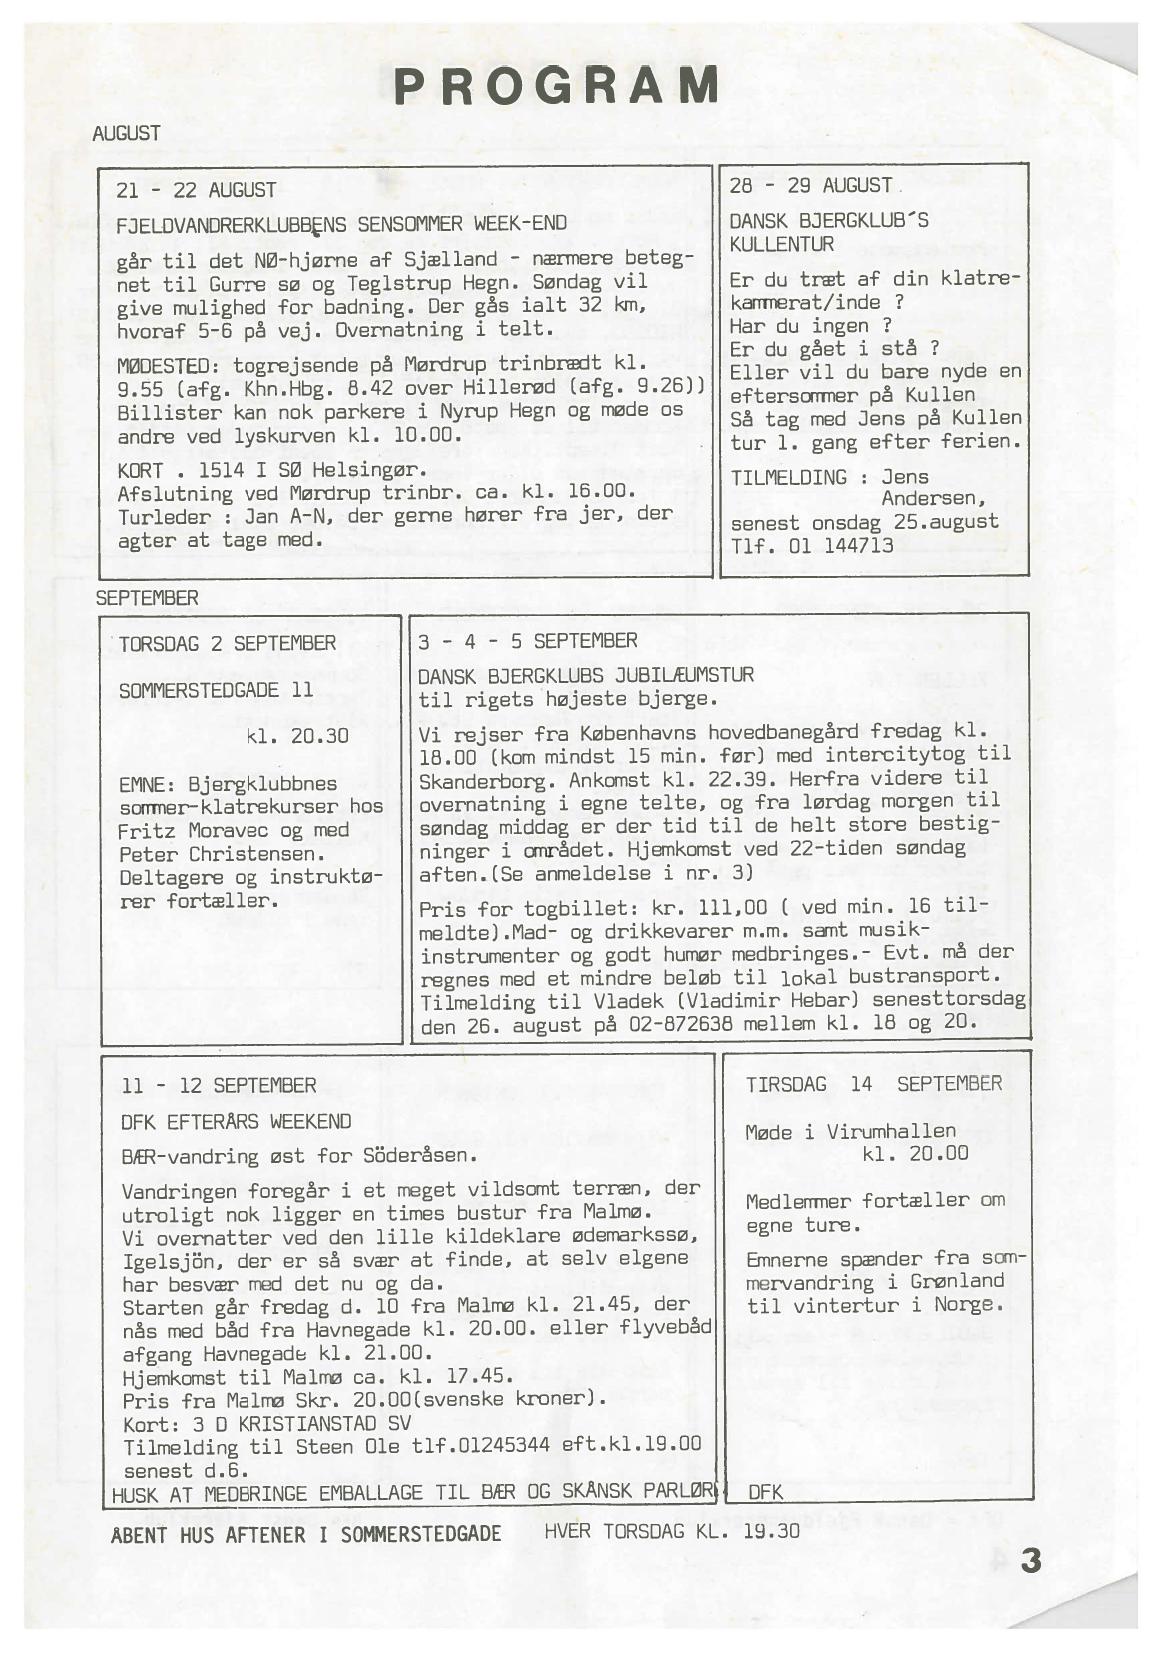 PROGRAM
AUGUST
21 - 22 AUGUST
FJELDVANDRERKLUBBENS SENSOMMER WEEK-END
går til det NØ-hjørne af Sjælland - nærmere beteg-
net til Gurre sø og Teglstrup Hegn. Søndag vil
give mulighed for badning. Der gås ialt 32 km,
hvoraf 5-6 på vej. Overnatning i telt.
MØDESTED: togrejsende på Mørdrup trinbrædt kl.
9.55 (afg. Khn.Hbg. 8.42 over Hillerød (afg. 9.26))
Billister kan nok parkere i Nyrup Hegn og møde os
andre ved lyskurven kl. 10.00.
KORT . 1514 I SØ Helsingør.
Afslutning ved Mørdrup trinbr. ca. kl. 16.00.
Turleder : Jan A-N, der gerne hører fra jer, der
agter at tage med.
28 - 29 AUGUST.
DANSK BJERGKLUB'S
KULLENTUR
Er du træt af din klatre-
kammerat/inde ?
Har du ingen ?
Er du gået i stå ?
Eller vil du bare nyde en
eftersommer på Kullen
Så tag med Jens på Kullen
tur 1. gang efter ferien.
TILMELDING : Jens
Andersen,
senest onsdag 25.august
Tlf. 01 144713
SEPTEMBER
TORSDAG 2 SEPTEMBER
SOMMERSTEDGADE 11
kl. 20.30
EMNE: Bjergklubbnes
sommer-klatrekurser hos
Fritz Moravec og med
Peter Christensen.
Deltagere og instruktø-
rer fortæller.
3 - 4 - 5 SEPTEMBER
DANSK BJERGKLUBS JUBILÆUMSTUR
til rigets højeste bjerge.
Vi rejser fra Københavns hovedbanegård fredag kl.
18.00 (kom mindst 15 min. før) med intercitytog til
Skanderborg. Ankomst kl. 22.39. Herfra videre til
overnatning i egne telte, og fra lørdag morgen til
søndag middag er der tid til de helt store bestig-
ninger i området. Hjemkomst ved 22-tiden søndag
aften.(Se anmeldelse i nr. 3)
Pris for togbillet: kr. 111,00 ( ved min. 16 til-
meldte).Mad- og drikkevarer m.m. samt musik-
instrumenter og godt humør medbringes.- Evt. må der
regnes med et mindre beløb til lokal bustransport.
Tilmelding til Vladek (Vladimir Hebar) senesttorsdag
den 26. august på 02-872638 mellem kl. 18 og 20.
11 - 12 SEPTEMBER
DFK EFTERÅRS WEEKEND
BÆR-vandring øst for Söderåsen.
Vandringen foregår i et meget vildsomt terræn, der
utroligt nok ligger en times bustur fra Malmø.
Vi overnatter ved den lille kildeklare ødemarkssø,
Igelsjön, der er så svær at finde, at selv elgene
har besvær med det nu og da.
Starten går fredag d. 10 fra Malmø kl. 21.45, der
nås med båd fra Havnegade kl. 20.00. eller flyvebåd
afgang Havnegade kl. 21.00.
Hjemkomst til Malmø ca. kl. 17.45.
Pris fra Malmø Skr. 20.00(svenske kroner).
Kort: 3 D KRISTIANSTAD SV
Tilmelding til Steen Ole tlf.01245344 eft.kl.19.00
senest d.6.
HUSK AT MEDBRINGE EMBALLAGE TIL BÆR OG SKÅNSK PARLØR
TIRSDAG 14 SEPTEMBER
Møde i Virumhallen
kl. 20.00
Medlemmer fortæller om
egne ture.
Emnerne spænder fra som-
mervandring i Grønland
til vintertur i Norge.
DFK
ÅBENT HUS AFTENER I SOMMERSTEDGADE HVER TORSDAG KL. 19.30
3